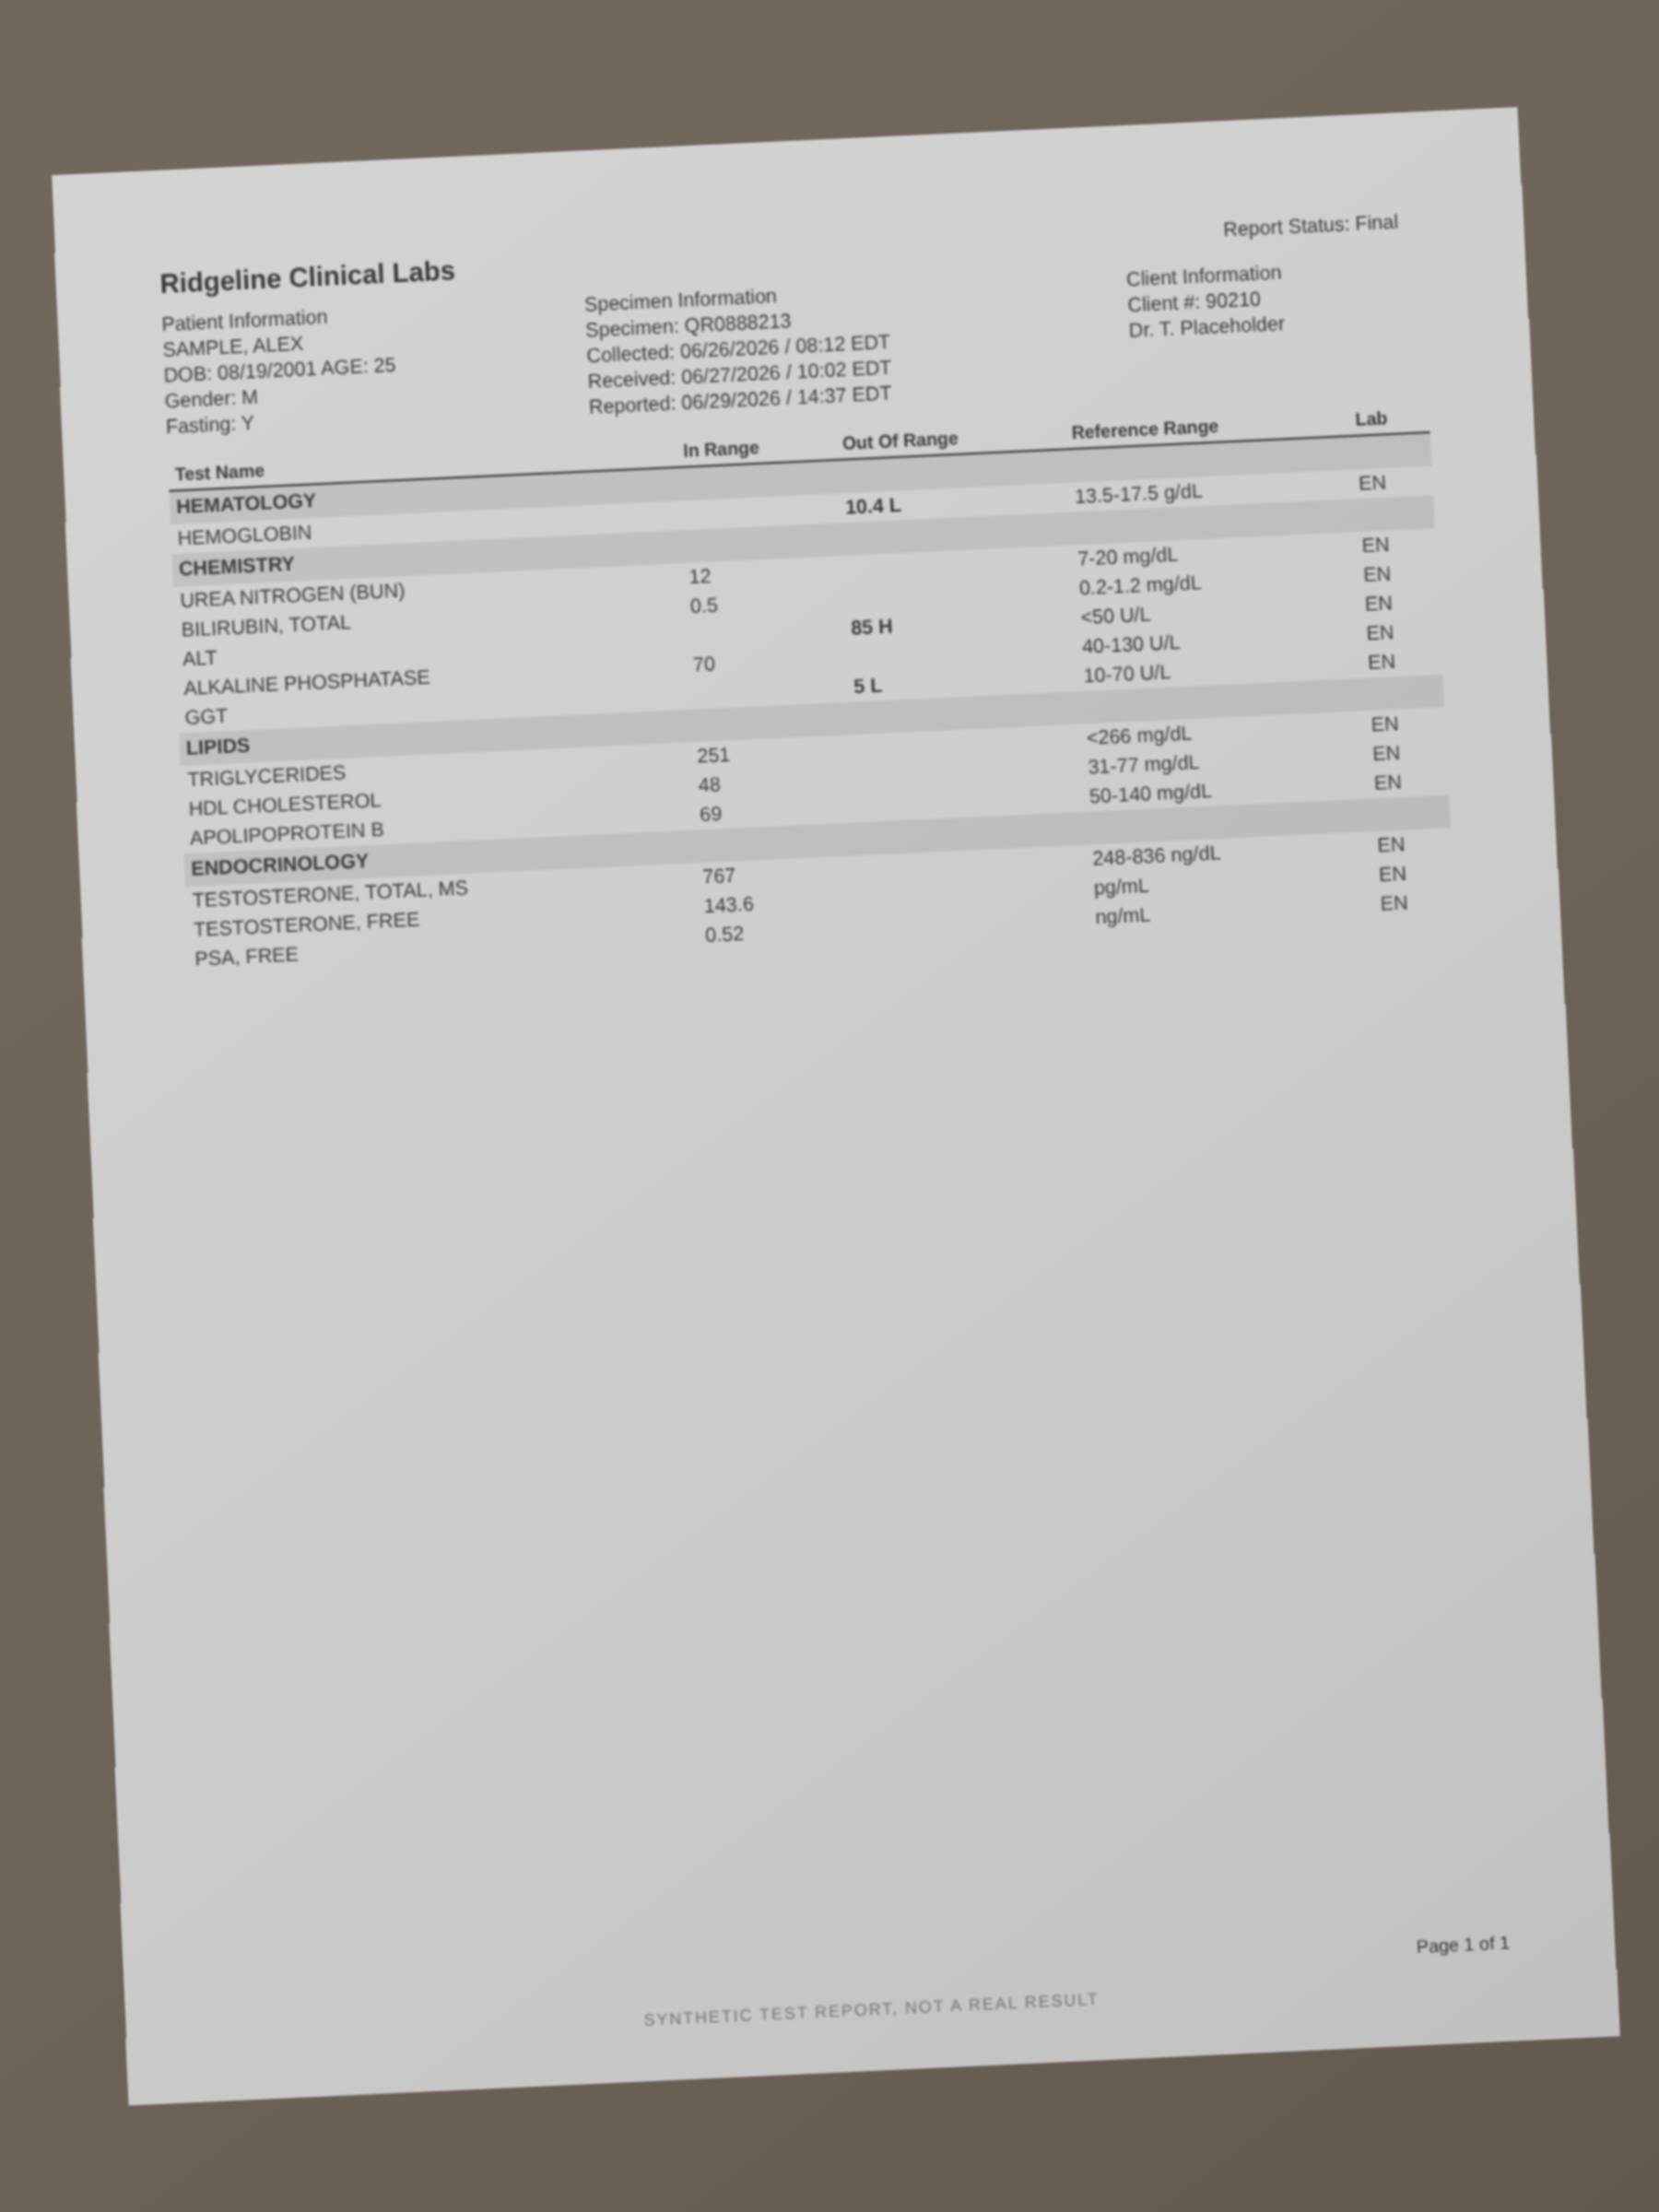 Report Status: Final
Ridgeline Clinical Labs
Patient Information
SAMPLE, ALEX
DOB: 08/19/2001 AGE: 25
Gender: M
Fasting: Y
Specimen Information
Specimen: QR0888213
Collected: 06/26/2026 / 08:12 EDT
Received: 06/27/2026 / 10:02 EDT
Reported: 06/29/2026 / 14:37 EDT
Client Information
Client #: 90210
Dr. T. Placeholder
Test Name In Range Out Of Range Reference Range Lab
HEMATOLOGY
HEMOGLOBIN 10.4 L 13.5-17.5 g/dL EN
CHEMISTRY
UREA NITROGEN (BUN) 12 7-20 mg/dL EN
BILIRUBIN, TOTAL 0.5 0.2-1.2 mg/dL EN
ALT 85 H <50 U/L EN
ALKALINE PHOSPHATASE 70 40-130 U/L EN
GGT 5 L 10-70 U/L EN
LIPIDS
TRIGLYCERIDES 251 <266 mg/dL EN
HDL CHOLESTEROL 48 31-77 mg/dL EN
APOLIPOPROTEIN B 69 50-140 mg/dL EN
ENDOCRINOLOGY
TESTOSTERONE, TOTAL, MS 767 248-836 ng/dL EN
TESTOSTERONE, FREE 143.6 pg/mL EN
PSA, FREE 0.52 ng/mL EN
Page 1 of 1
SYNTHETIC TEST REPORT, NOT A REAL RESULT